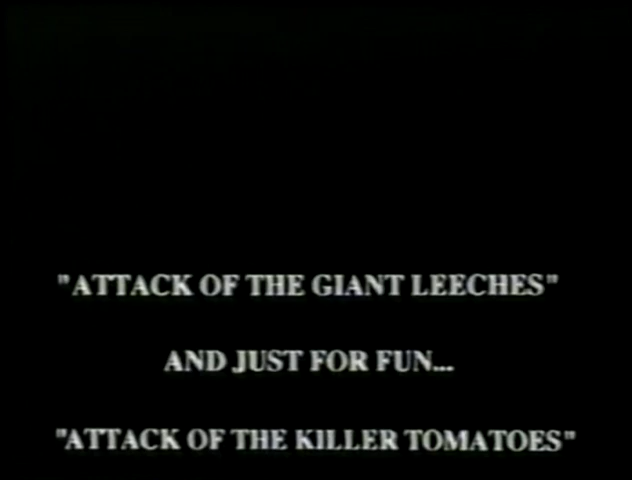 "ATTACK OF THE GIANT LEECHES"
AND JUST FOR FUN...
"ATTACK OF THE KILLER TOMATOES"